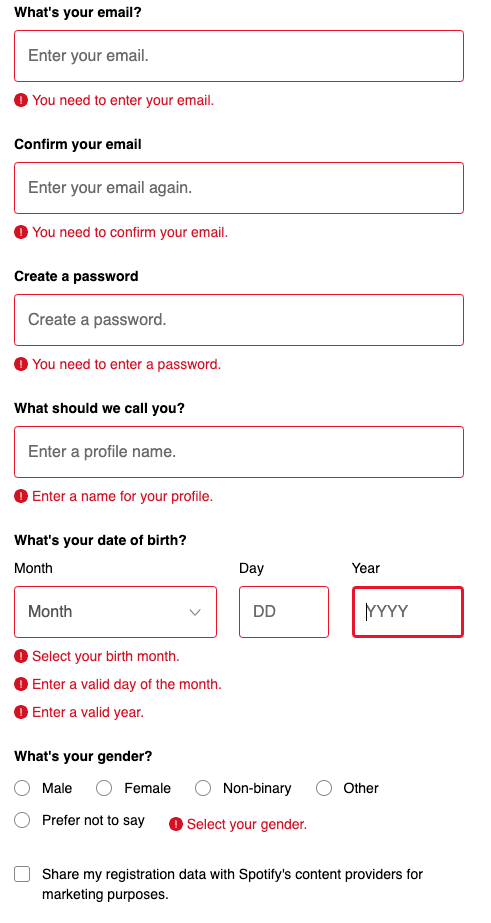 What's your email?
Enter your email.
! You need to enter your email.
Confirm your email
Enter your email again.
! You need to confirm your email.
Create a password
Create a password.
! You need to enter a password.
What should we call you?
Enter a profile name.
! Enter a name for your profile.
What's your date of birth?
Month Day Year
Month DD YYYY
! Select your birth month.
! Enter a valid day of the month.
! Enter a valid year.
What's your gender?
Male Female Non-binary Other
Prefer not to say ! Select your gender.
Share my registration data with Spotify's content providers for
marketing purposes.